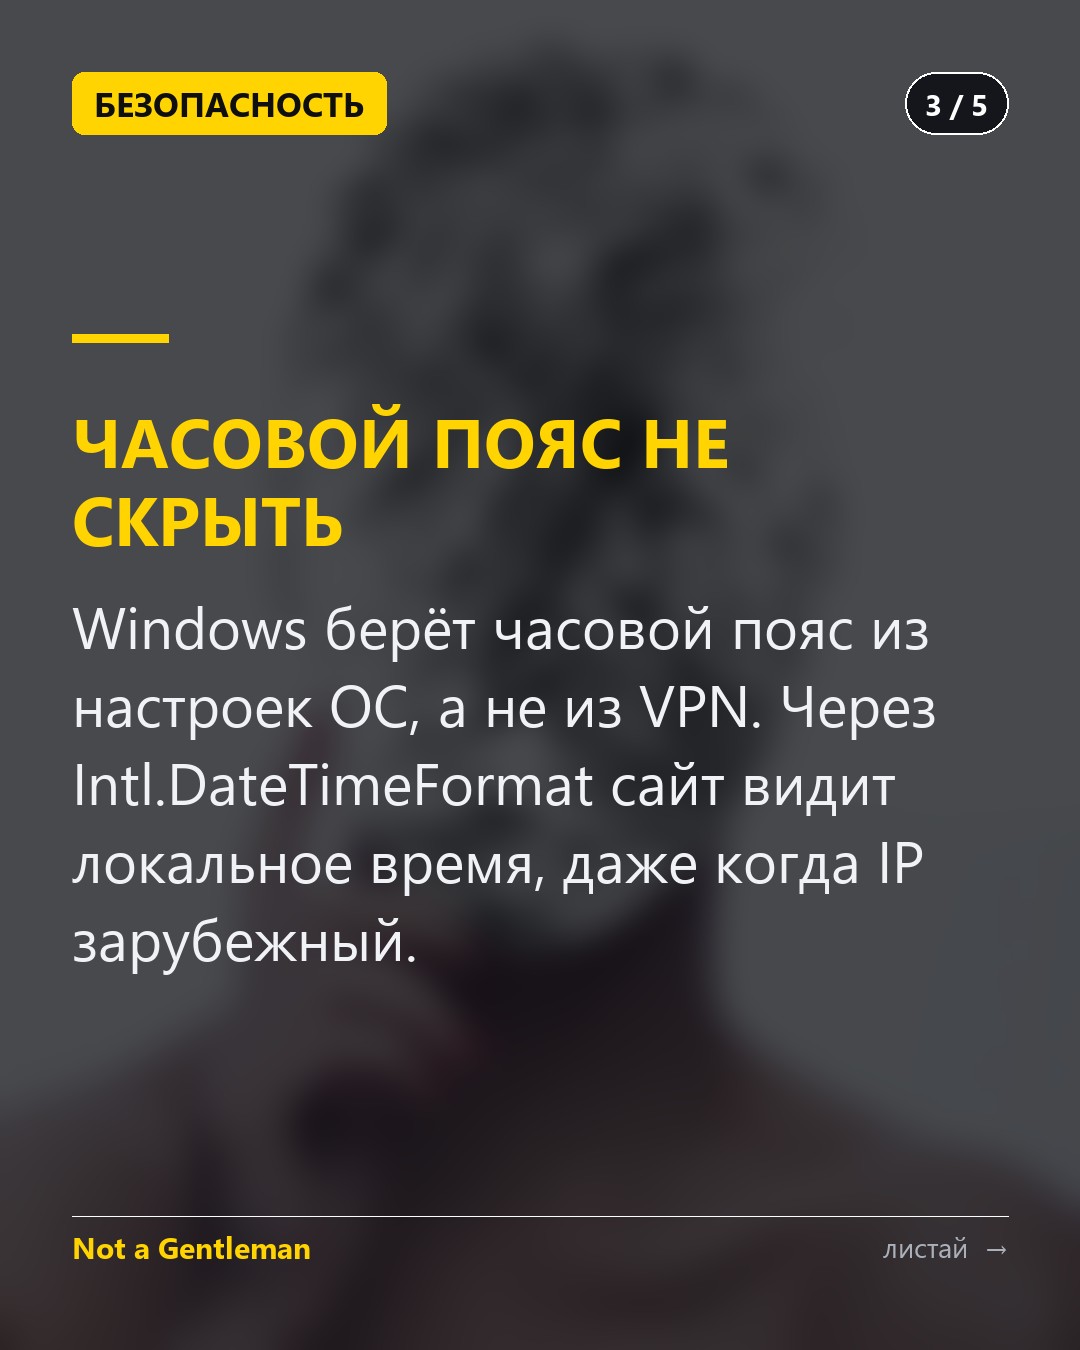 БЕЗОПАСНОСТЬ
3 / 5
ЧАСОВОЙ ПОЯС НЕ
СКРЫТЬ
Windows берёт часовой пояс из
настроек ОС, а не из VPN. Через
Intl.DateTimeFormat сайт видит
локальное время, даже когда IP
зарубежный.
Not a Gentleman
листай →